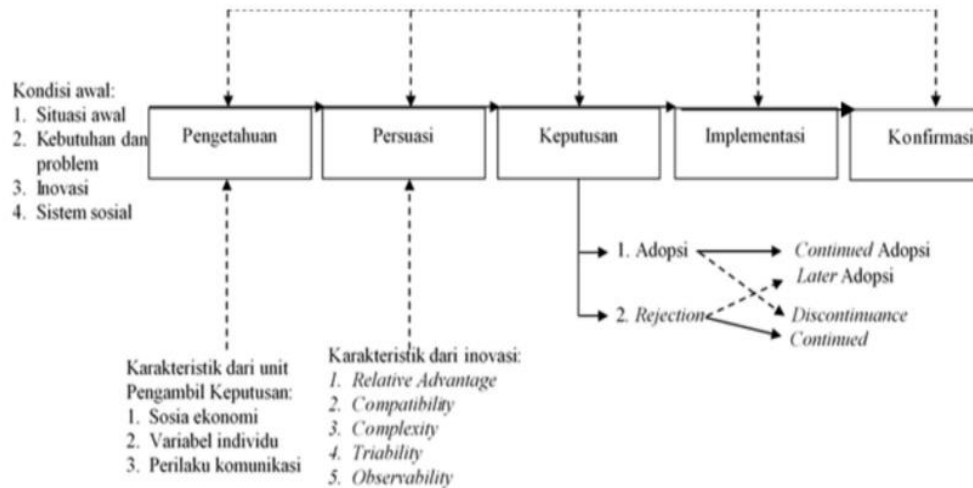 Kondisi awal:
1. Situasi awal
2. Kebutuhan dan
problem
3. Inovasi
4. Sistem sosial
Pengetahuan
Persuasi
Keputusan
Implementasi
Konfirmasi
1. Adopsi
Continued Adopsi
Later Adopsi
2. Rejection
Discontinuance
Continued
Karakteristik dari unit
Pengambil Keputusan:
1. Sosia ekonomi
2. Variabel individu
3. Perilaku komunikasi
Karakteristik dari inovasi:
1. Relative Advantage
2. Compatibility
3. Complexity
4. Triability
5. Observability